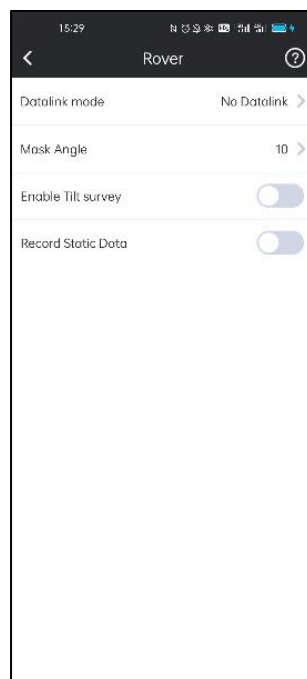 15:29
Rover
Datalink mode No Datalink
Mask Angle 10
Enable Tilt survey
Record Static Data